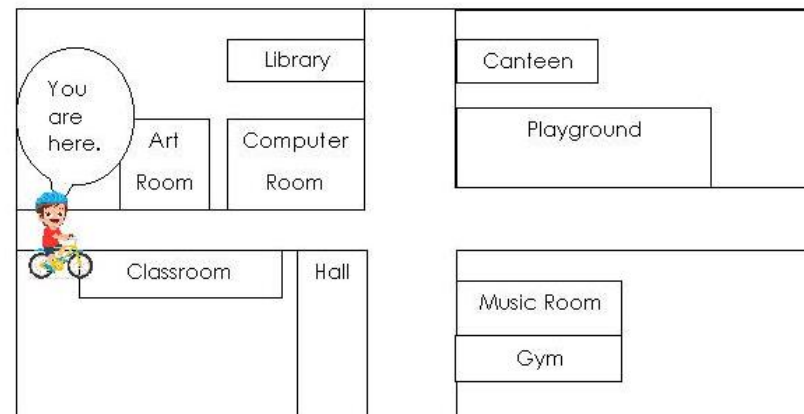 Library
Canteen
You
are
here.
Art
Room
Computer
Room
Playground
Classroom
Hall
Music Room
Gym